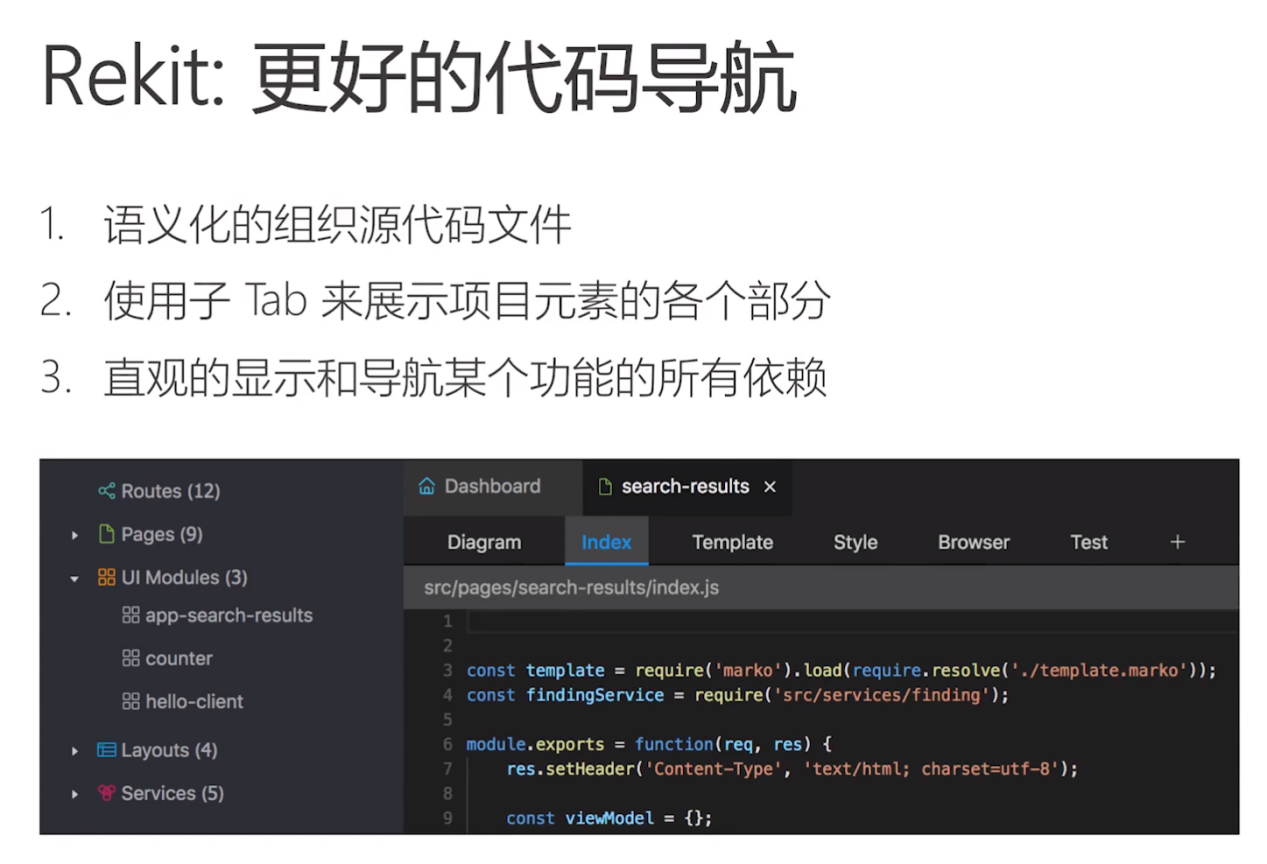 Rekit: 更好的代码导航
1. 语义化的组织源代码文件
2. 使用子 Tab 来展示项目元素的各个部分
3. 直观的显示和导航某个功能的所有依赖
Routes (12)
Pages (9)
UI Modules (3)
app-search-results
counter
hello-client
Layouts (4)
Services (5)
Dashboard
search-results ×
Diagram Index Template Style Browser Test +
src/pages/search-results/index.js
1
2
3 const template = require('marko').load(require.resolve('./template.marko'));
4 const findingService = require('src/services/finding');
5
6 module.exports = function(req, res) {
7 res.setHeader('Content-Type', 'text/html; charset=utf-8');
8
9 const viewModel = {};